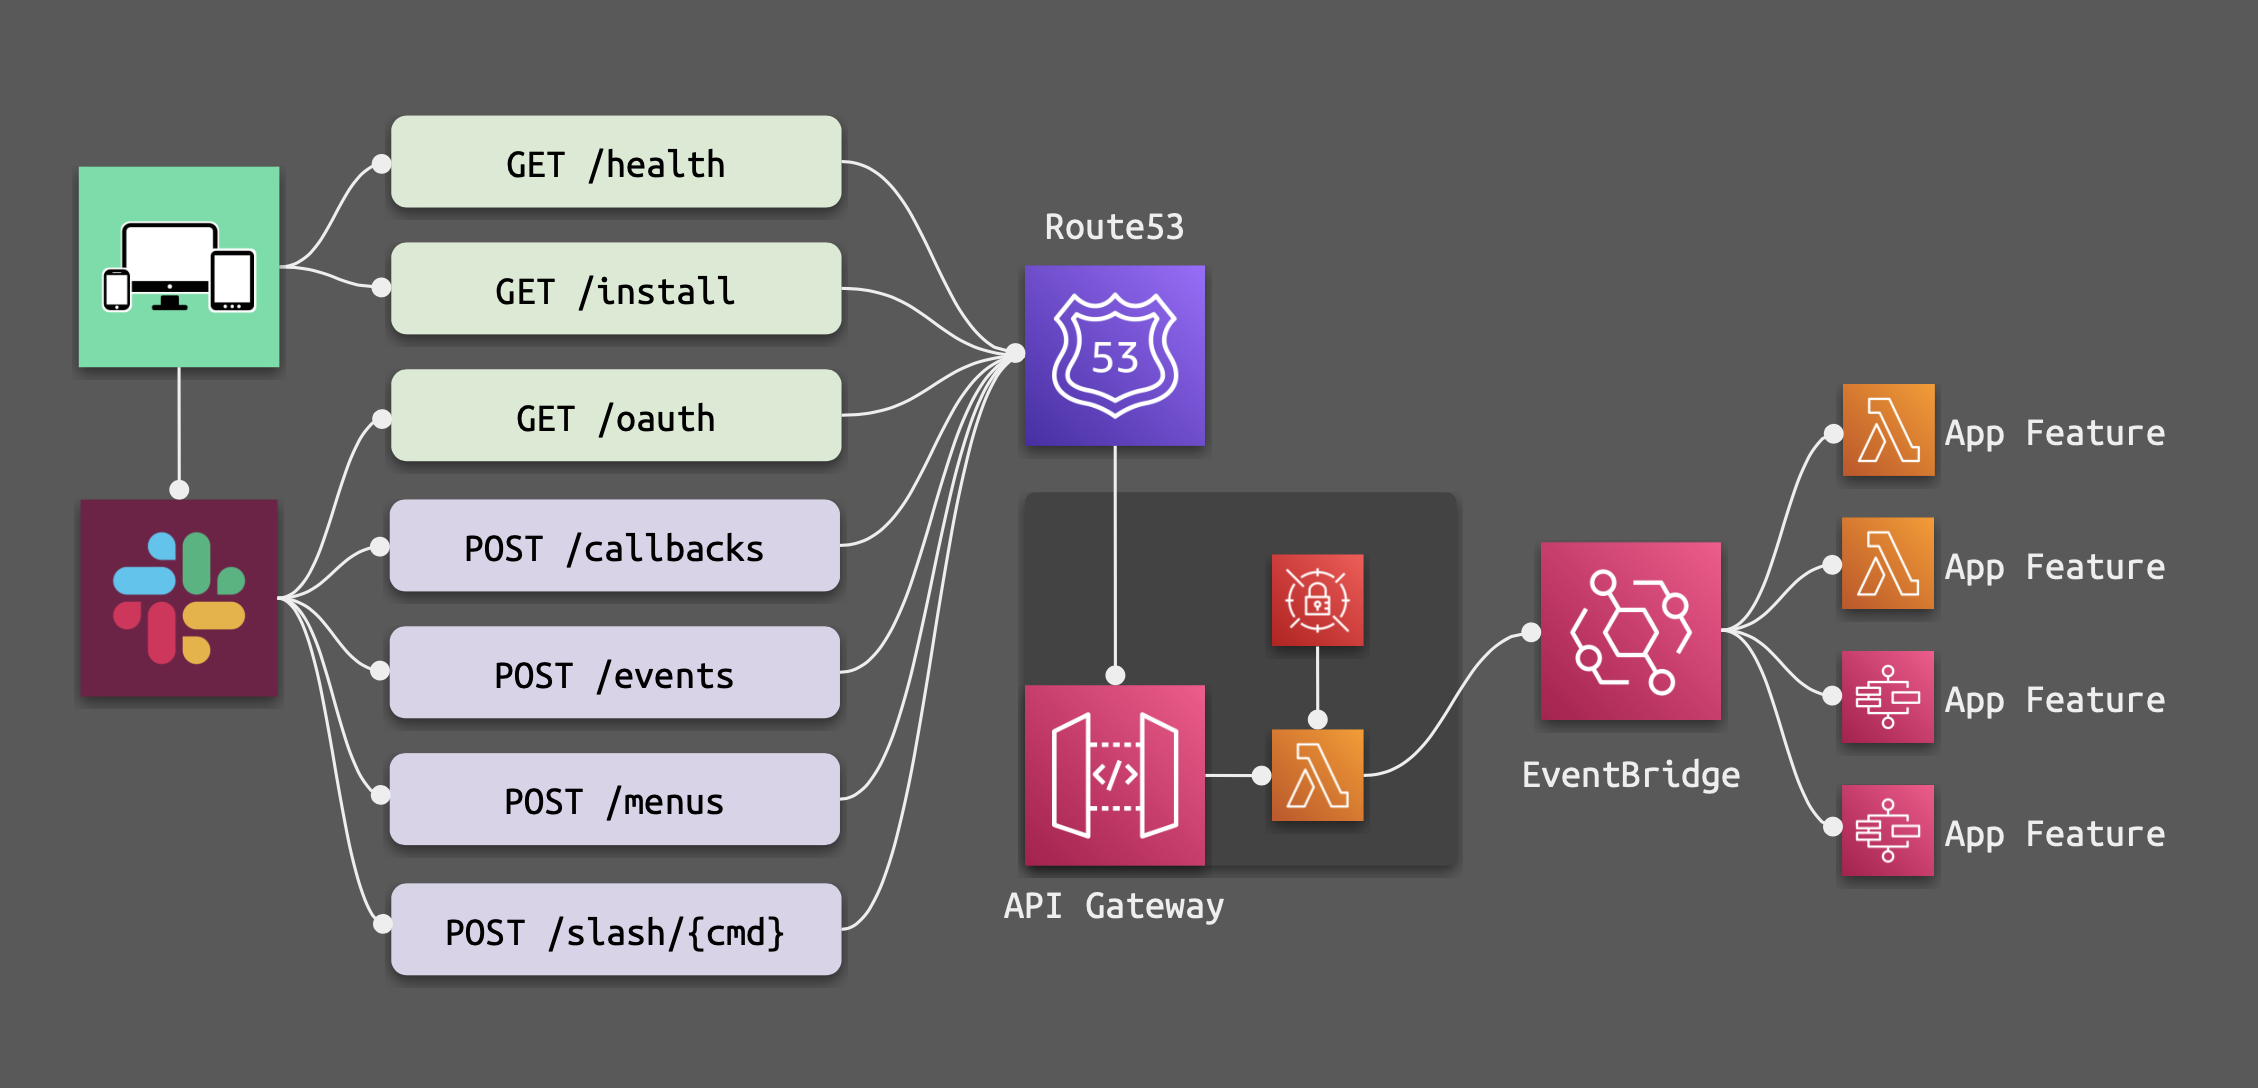 GET /health
GET /install
GET /oauth
POST /callbacks
POST /events
POST /menus
POST /slash/{cmd}
Route53
53
</>
API Gateway
EventBridge
App Feature
App Feature
App Feature
App Feature